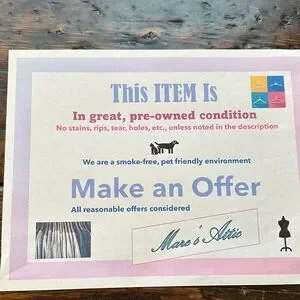 This ITEM Is
In great, pre-owned condition
No stains, rips, tear, holes, etc., unless noted in the description
We are a smoke-free, pet friendly environment
Make an Offer
All reasonable offers considered
Marc's Attic